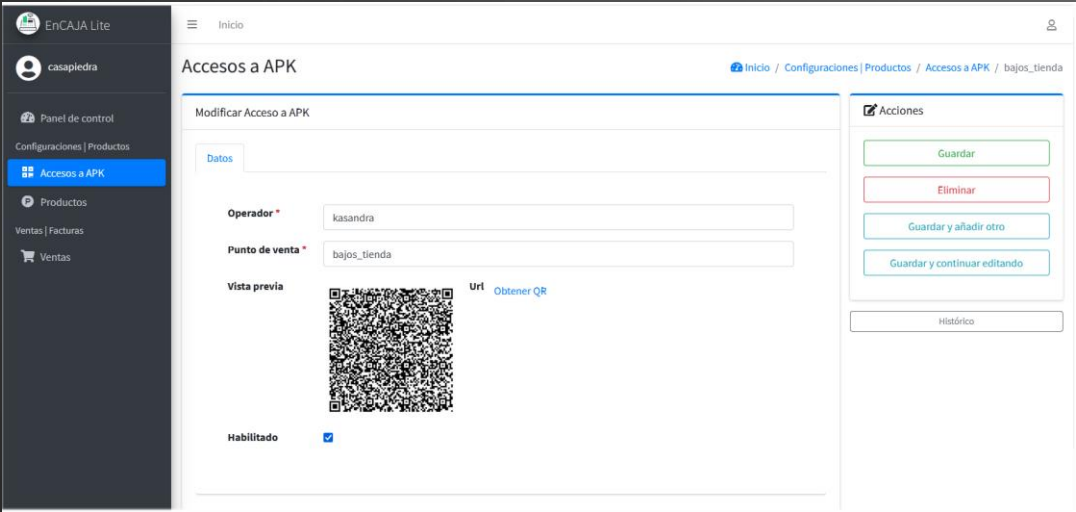 EnCAJA Lite
Inicio
casapiedra
Accesos a APK
Inicio / Configuraciones | Productos / Accesos a APK / bajos_tienda
Panel de control
Configuraciones | Productos
Accesos a APK
Productos
Ventas | Facturas
Ventas
Modificar Acceso a APK
Datos
Operador * kasandra
Punto de venta * bajos_tienda
Vista previa
Url Obtener QR
Habilitado
Acciones
Guardar
Eliminar
Guardar y añadir otro
Guardar y continuar editando
Histórico